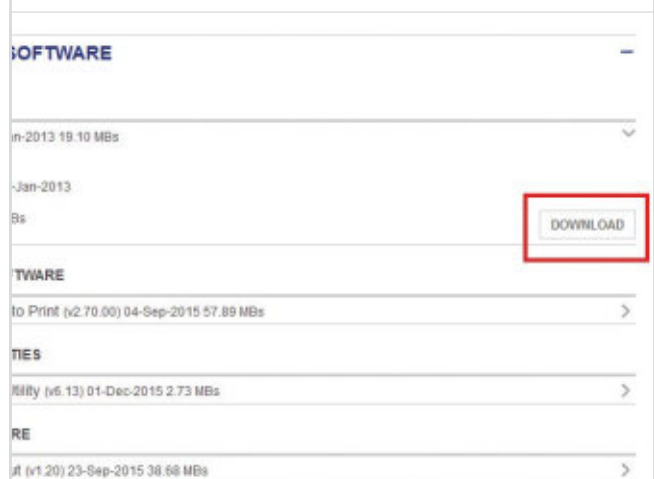 SOFTWARE
n-2013 19.10 MBs
-Jan-2013
Bs
DOWNLOAD
TWARE
to Print (v2.70.00) 04-Sep-2015 57.89 MBs
TIES
Utility (v6.13) 01-Dec-2015 2.73 MBs
RE
ut (v1.20) 23-Sep-2015 38.68 MBs